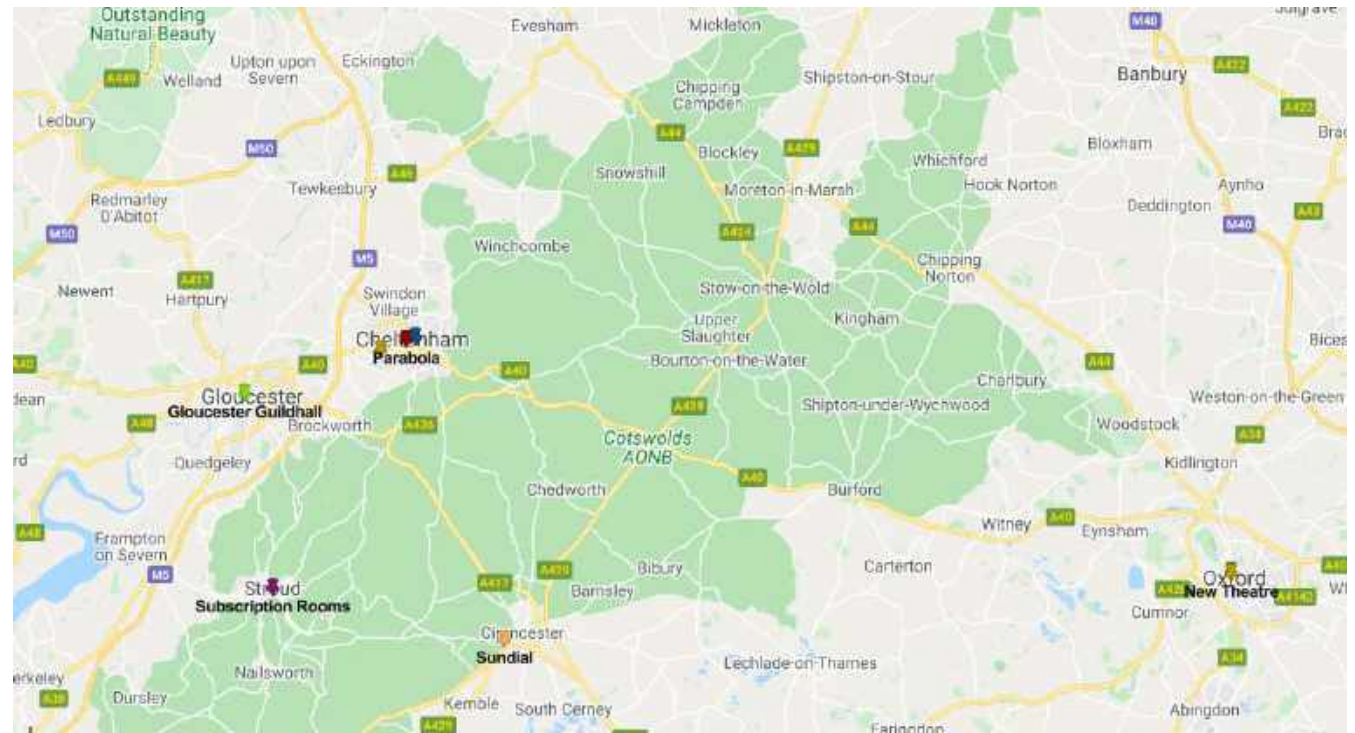 Outstanding
Natural Beauty
Evesham
Mickleton
M40
A449
Welland
Upton upon
Severn
Eckington
Chipping
Campden
Shipston-on-Stour
Banbury
A422
A422
Ledbury
M50
A44
A429
Blockley
Bloxham
Whichford
Snowshill
Tewkesbury
A46
Moreton-in-Marsh
Hook Norton
Aynho
Redmarley
D'Abitot
Deddington
A43
M50
A424
A44
M40
Winchcombe
M5
Chipping
Norton
A417
Newent
Hartpury
Swindon
Village
Stow-on-the-Wold
Upper
Slaughter
Kingham
Cheltenham
Parabola
A40
A40
A40
Bourton-on-the-Water
A44
Charlbury
Gloucester
Gloucester Guildhall
Brockworth
A48
A436
A429
Shipton-under-Wychwood
Weston-on-the-Green
Woodstock
A34
Cotswolds
AONB
Quedgeley
Kidlington
Chedworth
A40
Burford
A48
Witney
A40
Eynsham
Frampton
on Severn
M5
Stroud
Subscription Rooms
A417
A429
Bibury
Barnsley
Carterton
Oxford
New Theatre
A40
A4142
Cumnor
Cirencester
Sundial
Lechlade-on-Thames
A34
Nailsworth
Dursley
A38
Kemble
A429
South Cerney
Abingdon
Faringdon